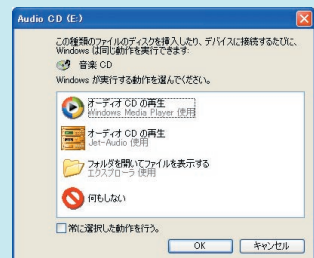 Audio CD (E:)
この種類のファイルのディスクを挿入したり、デバイスに接続するたびに、
Windows は同じ動作を実行できます:
音楽 CD
Windows が実行する動作を選んでください。
オーディオ CD の再生
Windows Media Player 使用
オーディオ CD の再生
Jet-Audio 使用
フォルダを開いてファイルを表示する
エクスプローラ 使用
何もしない
常に選択した動作を行う。
OK
キャンセル